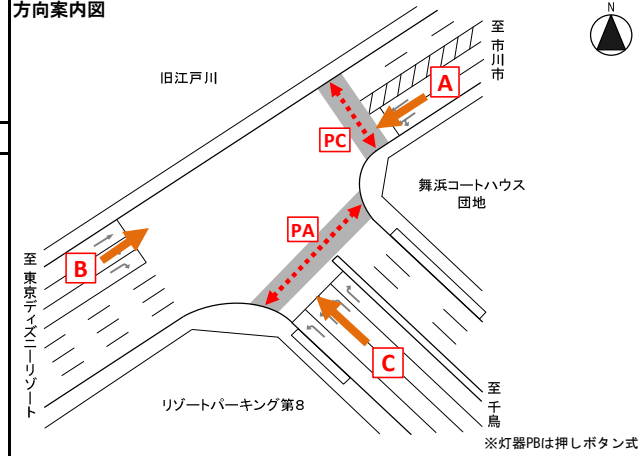 方向案内図
N
至 市川市
旧江戸川
A
PC
舞浜コートハウス
団地
PA
B
至 東京ディズニーリゾート
C
リゾートパーキング第8
至 千鳥
※灯器PBは押しボタン式